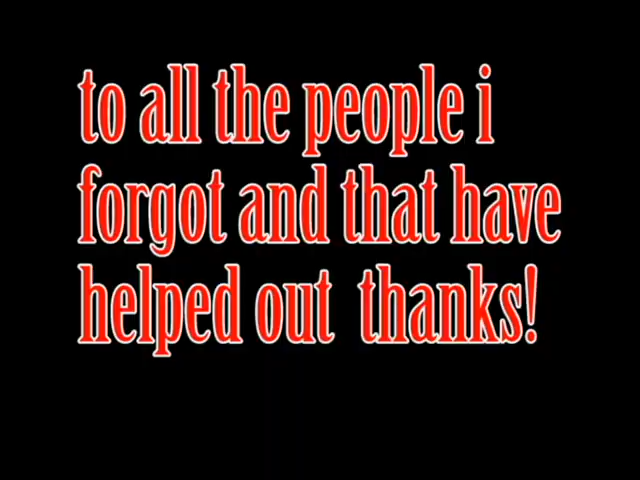 to all the people i
forgot and that have
helped out  thanks!